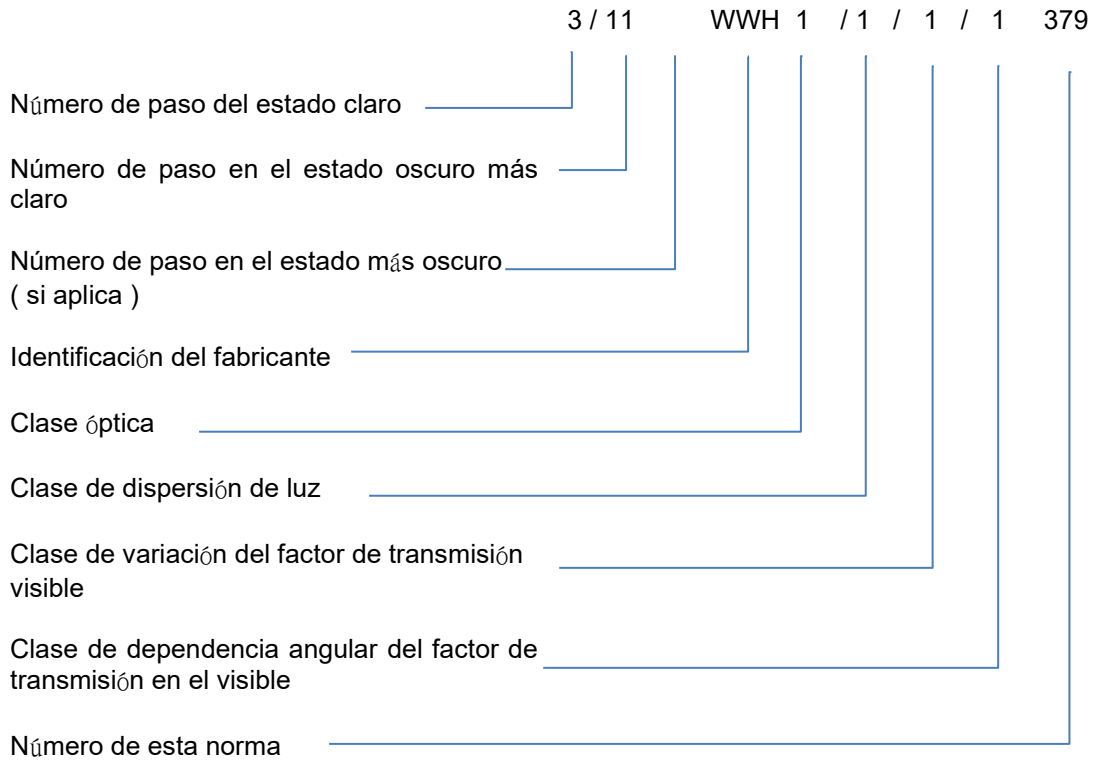 3 / 11 WWH 1 / 1 / 1 / 1 379
Número de paso del estado claro
Número de paso en el estado oscuro más
claro
Número de paso en el estado más oscuro
( si aplica )
Identificación del fabricante
Clase óptica
Clase de dispersión de luz
Clase de variación del factor de transmisión
visible
Clase de dependencia angular del factor de
transmisión en el visible
Número de esta norma